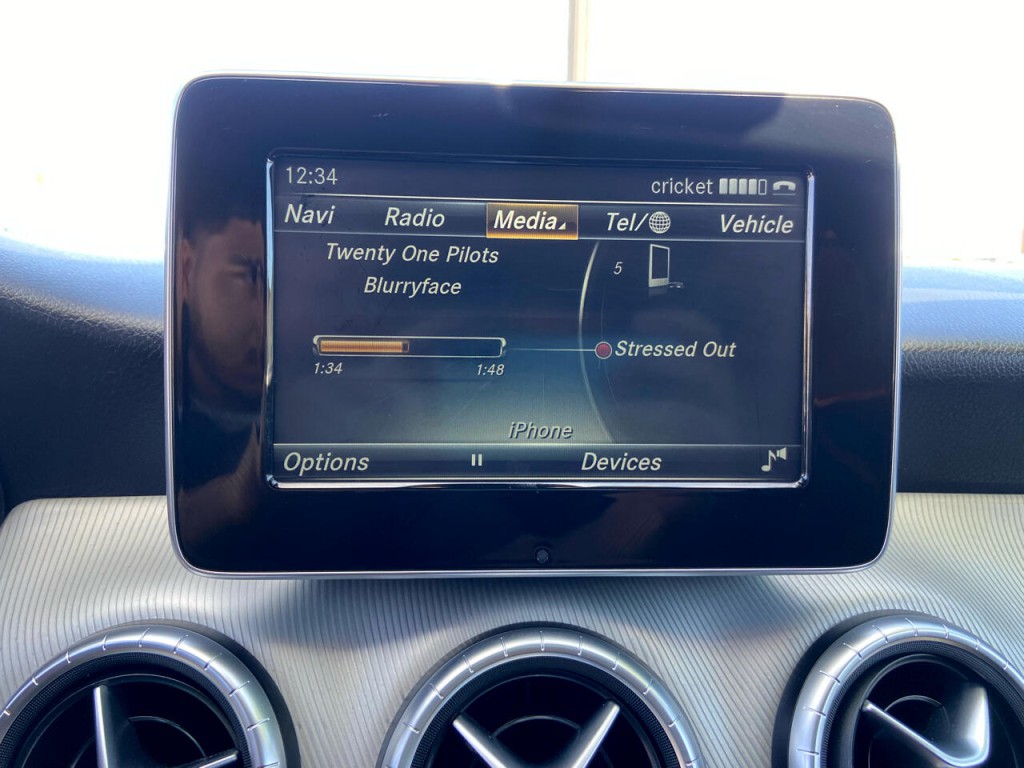 12:34
cricket
Navi Radio Media Tel/ Vehicle
Twenty One Pilots
5
Blurryface
Stressed Out
1:34 1:48
iPhone
Options Devices